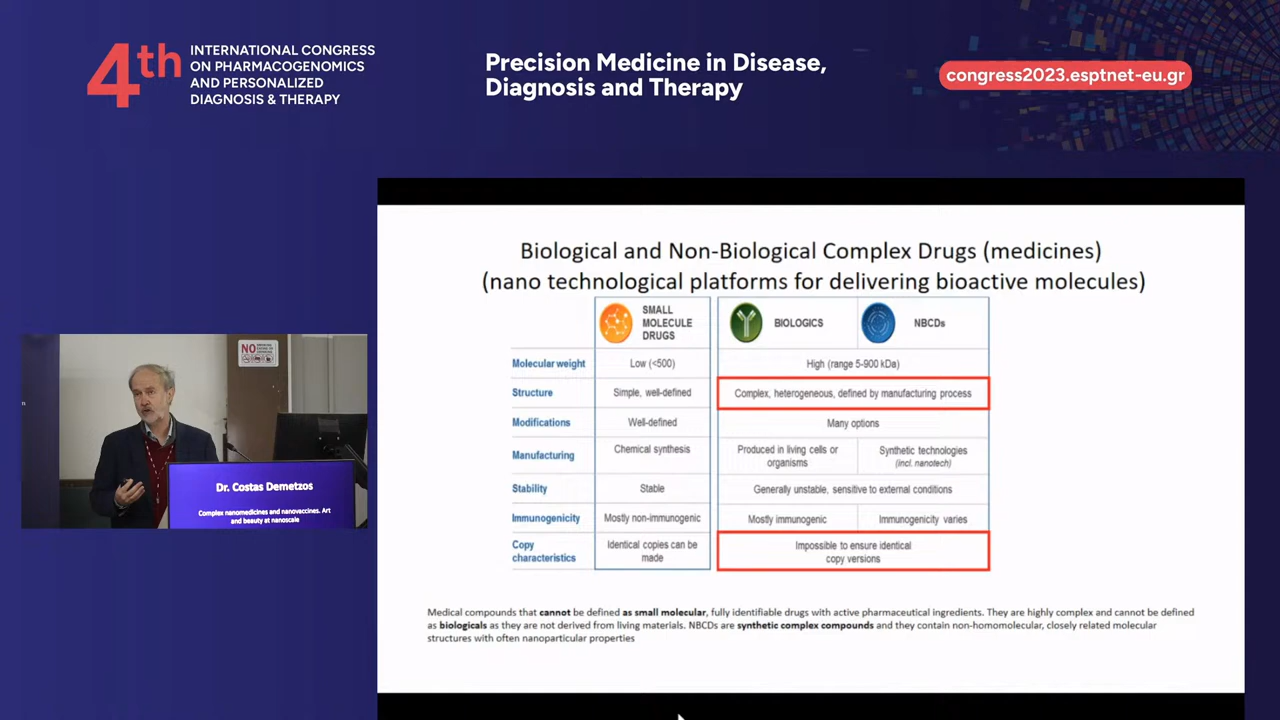 4th
INTERNATIONAL CONGRESS
ON PHARMACOGENOMICS
AND PERSONALIZED
DIAGNOSIS & THERAPY
Precision Medicine in Disease,
Diagnosis and Therapy
congress2023.esptnet-eu.gr
NO
Dr. Costas Demetzos
Complex nanomedicines and nanovaccines. Art
and beauty at nanoscale
Biological and Non-Biological Complex Drugs (medicines)
(nano technological platforms for delivering bioactive molecules)
SMALL
MOLECULE
DRUGS
BIOLOGICS
NBCDs
Molecular weight
Low (<500)
High (range 5-900 kDa)
Structure
Simple, well-defined
Complex, heterogeneous, defined by manufacturing process
Modifications
Well-defined
Many options
Manufacturing
Chemical synthesis
Produced in living cells or
organisms
Synthetic technologies
(incl. nanotech)
Stability
Stable
Generally unstable, sensitive to external conditions
Immunogenicity
Mostly non-immunogenic
Mostly immunogenic
Immunogenicity varies
Copy
characteristics
Identical copies can be
made
Impossible to ensure identical
copy versions
Medical compounds that cannot be defined as small molecular, fully identifiable drugs with active pharmaceutical ingredients. They are highly complex and cannot be defined
as biologicals as they are not derived from living materials. NBCDs are synthetic complex compounds and they contain non-homomolecular, closely related molecular
structures with often nanoparticular properties